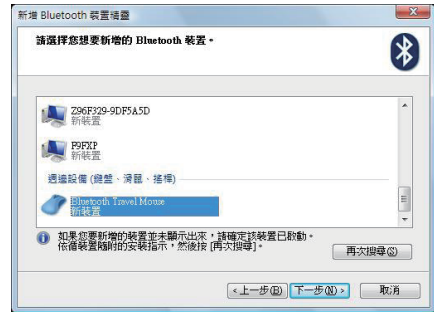 新增 Bluetooth 裝置精靈
請選擇您想要新增的 Bluetooth 裝置。
Z96F329-9DF5A5D
新裝置
F9FXP
新裝置
週邊設備 (鍵盤、滑鼠、搖桿)
Bluetooth Travel Mouse
新裝置
如果您要新增的裝置並未顯示出來，請確定該裝置已啟動。
依循裝置隨附的安裝指示，然後按 [再次搜尋]。
再次搜尋(S)
<上一步(B) 下一步(N)> 取消